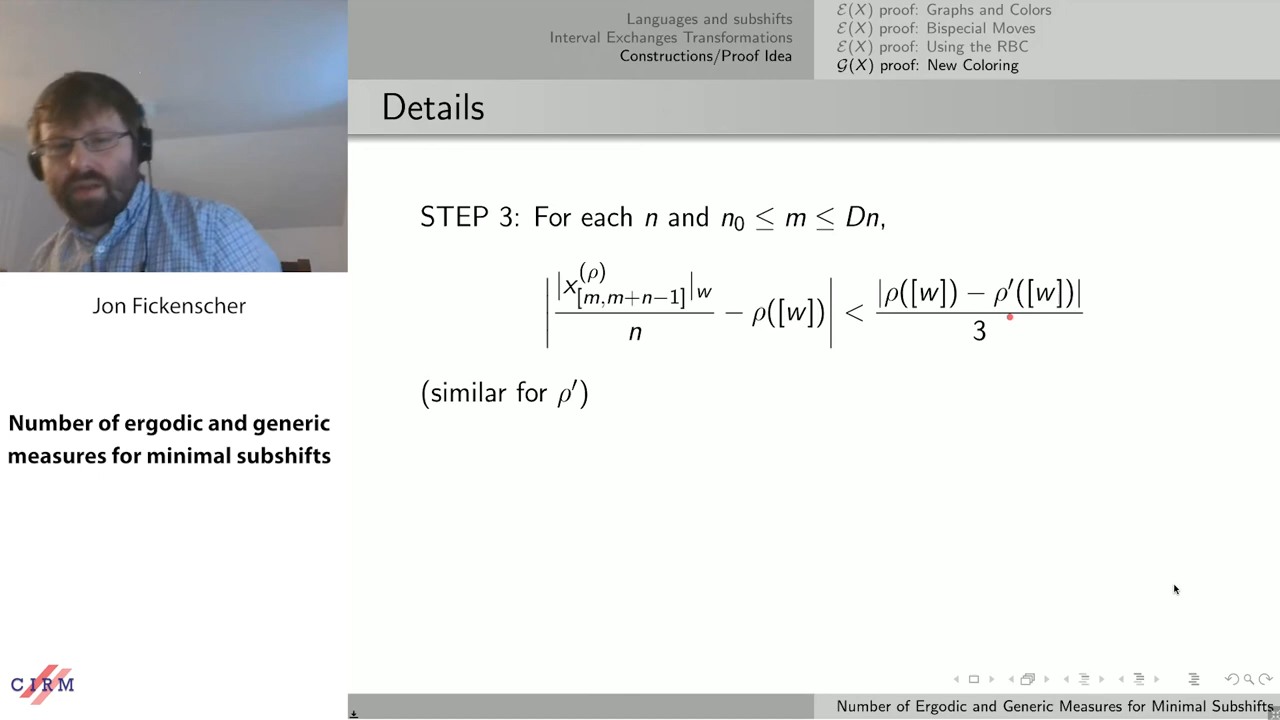 Languages and subshifts
Interval Exchanges Transformations
Constructions/Proof Idea
ℰ(X) proof: Graphs and Colors
ℰ(X) proof: Bispecial Moves
ℰ(X) proof: Using the RBC
𝒢(X) proof: New Coloring
Details
STEP 3: For each n and n₀ ≤ m ≤ Dn,
| |x^{(ρ)}_{[m,m+n−1]}|_w / n − ρ([w]) | < |ρ([w]) − ρ′([w])| / 3
(similar for ρ′)
Jon Fickenscher
Number of ergodic and generic
measures for minimal subshifts
CIRM
Number of Ergodic and Generic Measures for Minimal Subshifts